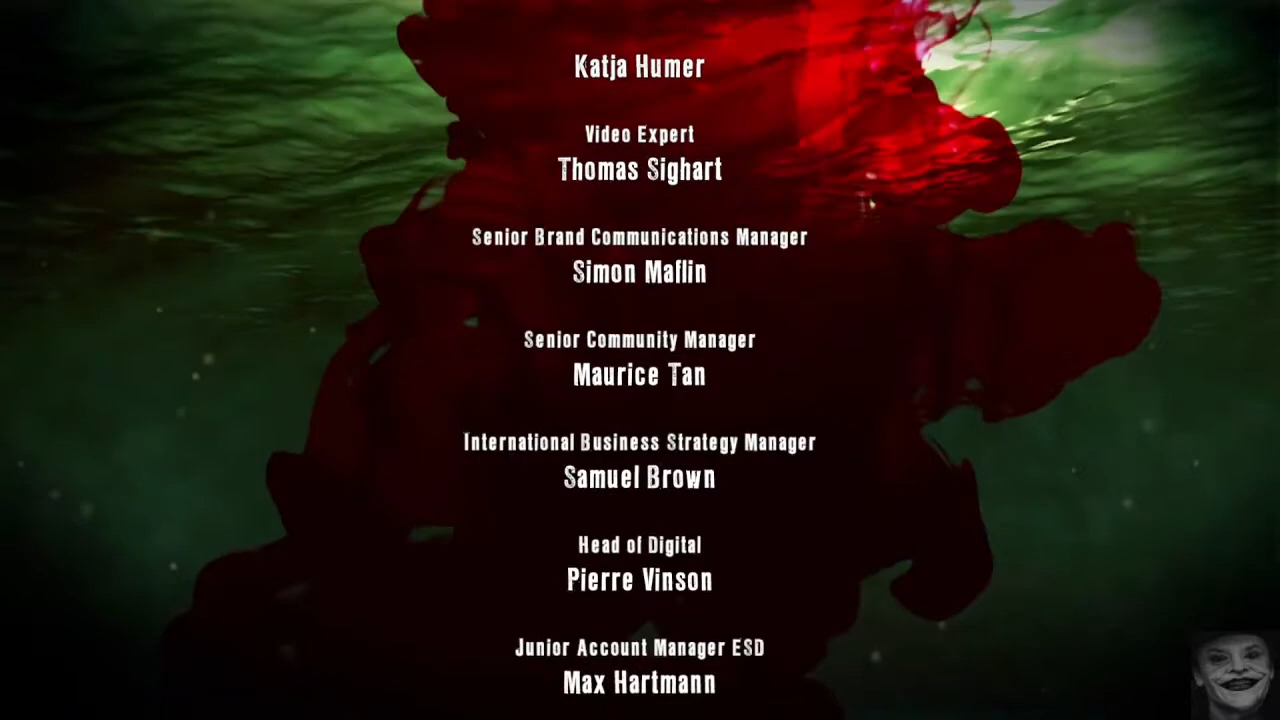 Katja Humer
Video Expert
Thomas Sighart
Senior Brand Communications Manager
Simon Maflin
Senior Community Manager
Maurice Tan
International Business Strategy Manager
Samuel Brown
Head of Digital
Pierre Vinson
Junior Account Manager ESD
Max Hartmann